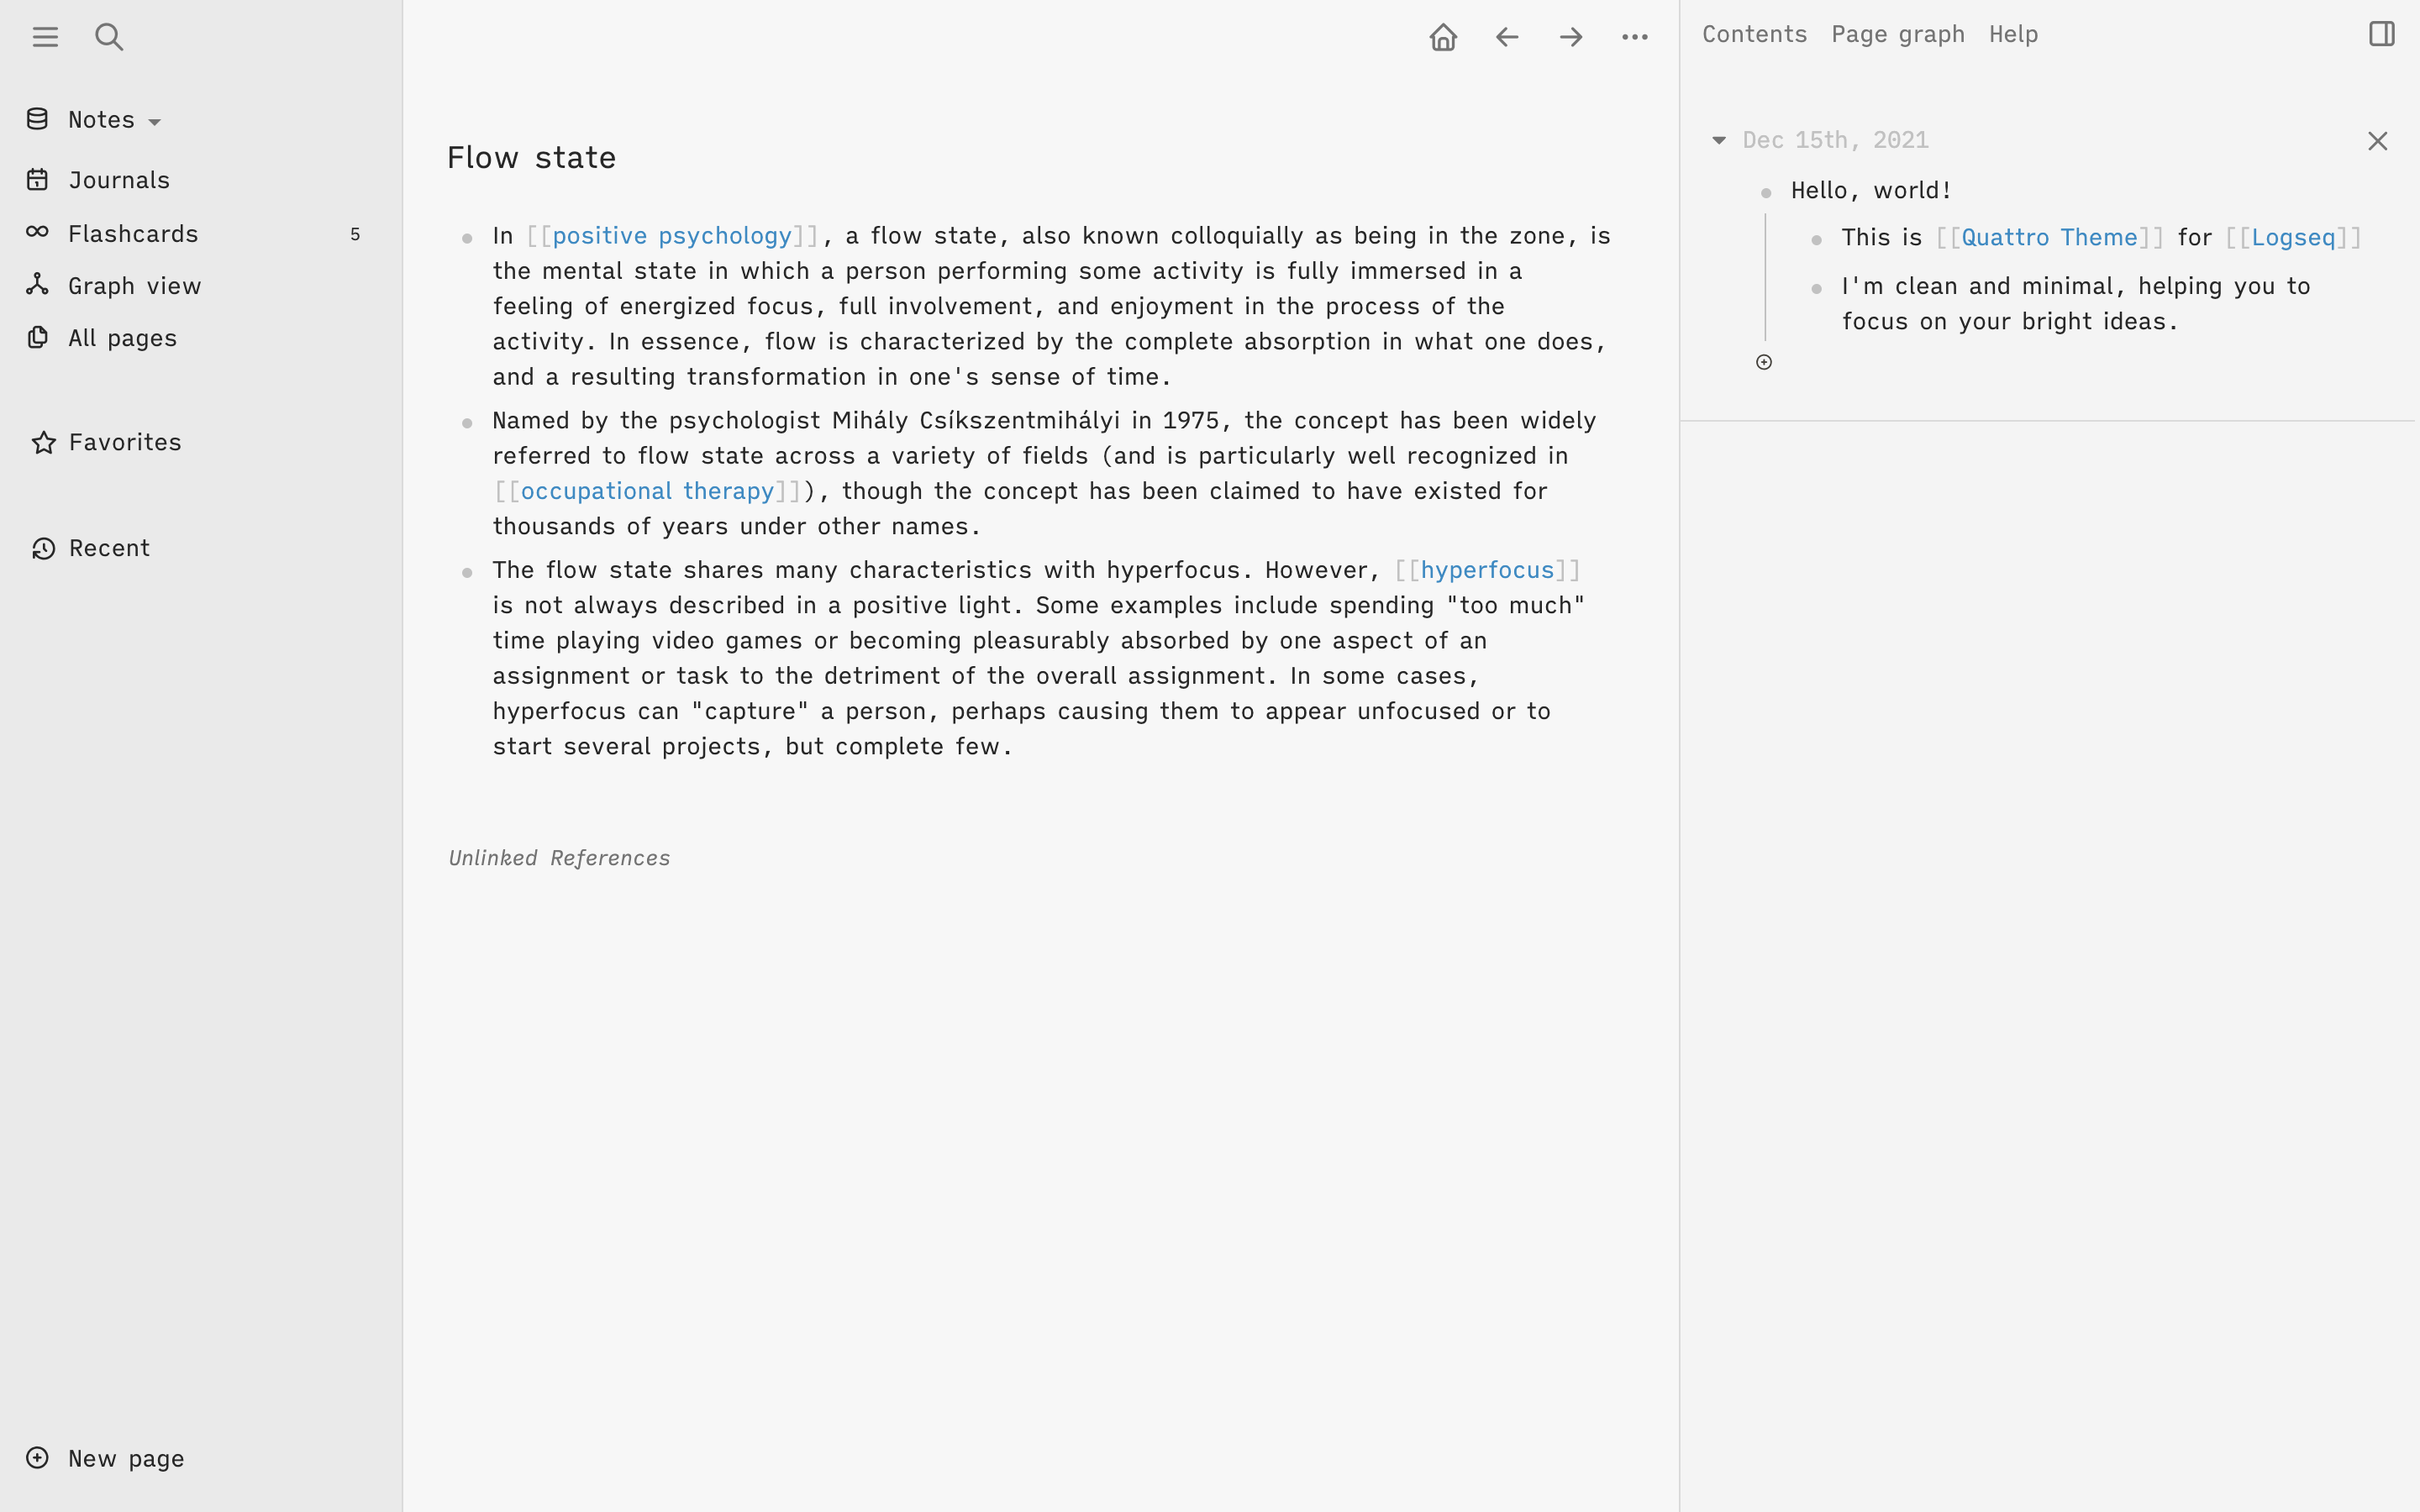 Notes
Journals
Flashcards 5
Graph view
All pages
Favorites
Recent
New page
Flow state
In [[positive psychology]], a flow state, also known colloquially as being in the zone, is
the mental state in which a person performing some activity is fully immersed in a
feeling of energized focus, full involvement, and enjoyment in the process of the
activity. In essence, flow is characterized by the complete absorption in what one does,
and a resulting transformation in one's sense of time.
Named by the psychologist Mihály Csíkszentmihályi in 1975, the concept has been widely
referred to flow state across a variety of fields (and is particularly well recognized in
[[occupational therapy]]), though the concept has been claimed to have existed for
thousands of years under other names.
The flow state shares many characteristics with hyperfocus. However, [[hyperfocus]]
is not always described in a positive light. Some examples include spending "too much"
time playing video games or becoming pleasurably absorbed by one aspect of an
assignment or task to the detriment of the overall assignment. In some cases,
hyperfocus can "capture" a person, perhaps causing them to appear unfocused or to
start several projects, but complete few.
Unlinked References
Contents Page graph Help
Dec 15th, 2021
Hello, world!
This is [[Quattro Theme]] for [[Logseq]]
I'm clean and minimal, helping you to
focus on your bright ideas.